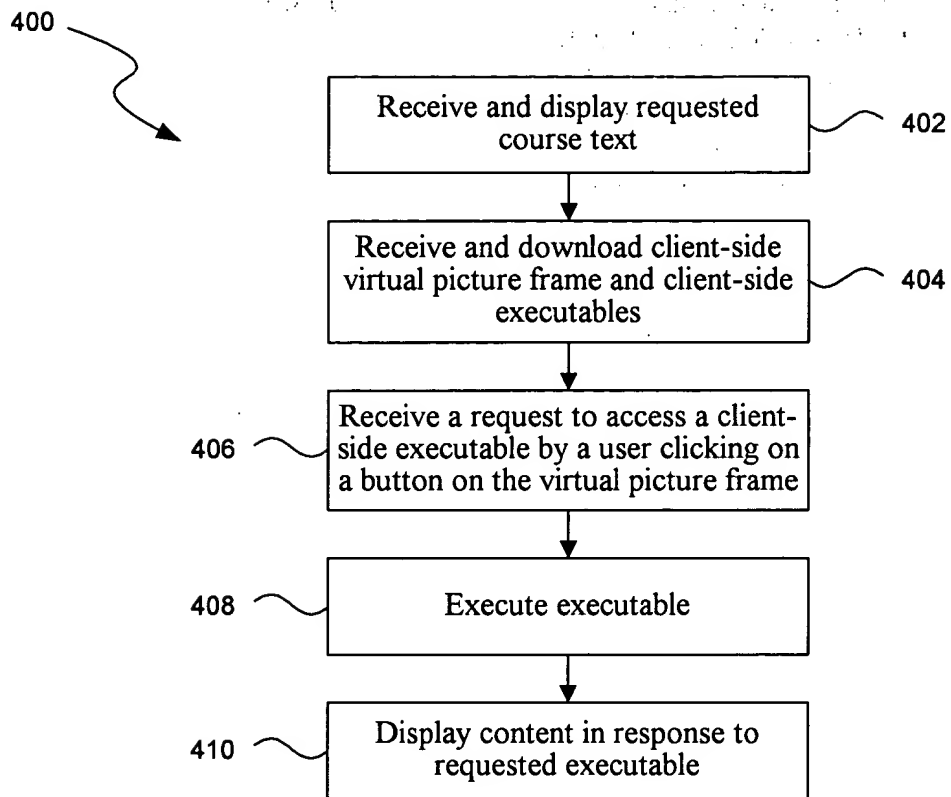 400
Receive and display requested
course text
402
Receive and download client-side
virtual picture frame and client-side
executables
404
Receive a request to access a client-
side executable by a user clicking on
a button on the virtual picture frame
406
Execute executable
408
Display content in response to
requested executable
410